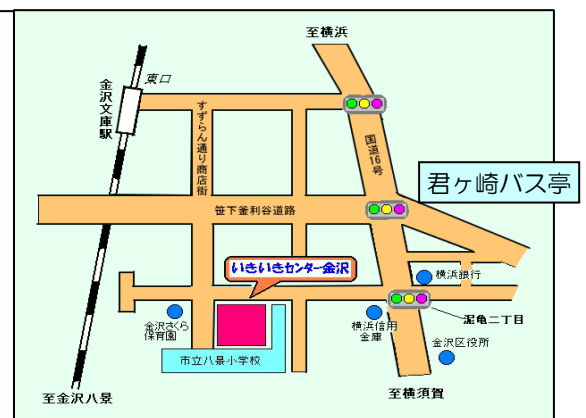 至横浜
東口
金沢文庫駅
すずらん通り商店街
国道16号
君ヶ崎バス亭
笹下釜利谷道路
いきいきセンター金沢
横浜銀行
金沢さくら
保育園
横浜信用
金庫
泥亀二丁目
市立八景小学校
金沢区役所
至金沢八景
至横須賀